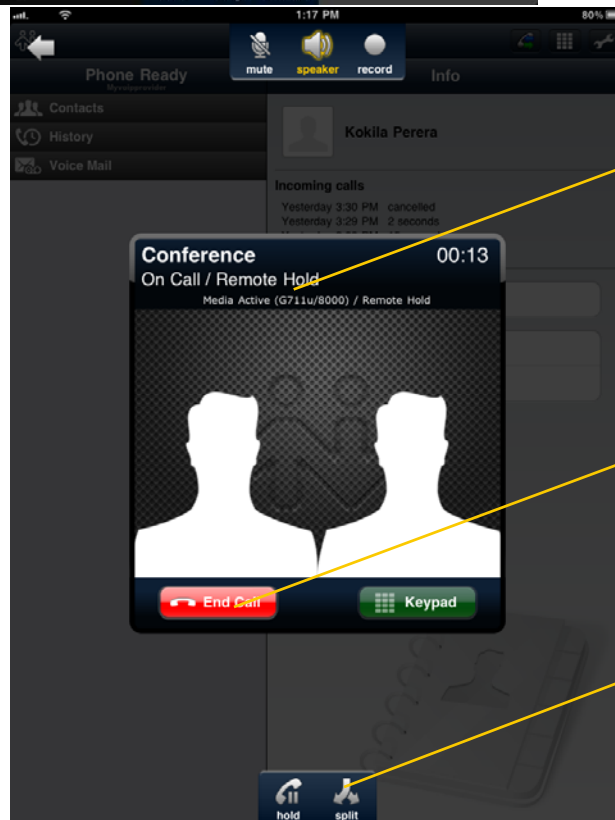 1:17 PM
80%
mute speaker record
Phone Ready
Info
Contacts
History
Voice Mail
Kokila Perera
Incoming calls
Yesterday 3:30 PM cancelled
Yesterday 3:29 PM 2 seconds
Conference 00:13
On Call / Remote Hold
Media Active (G711u/8000) / Remote Hold
End Call
Keypad
hold split